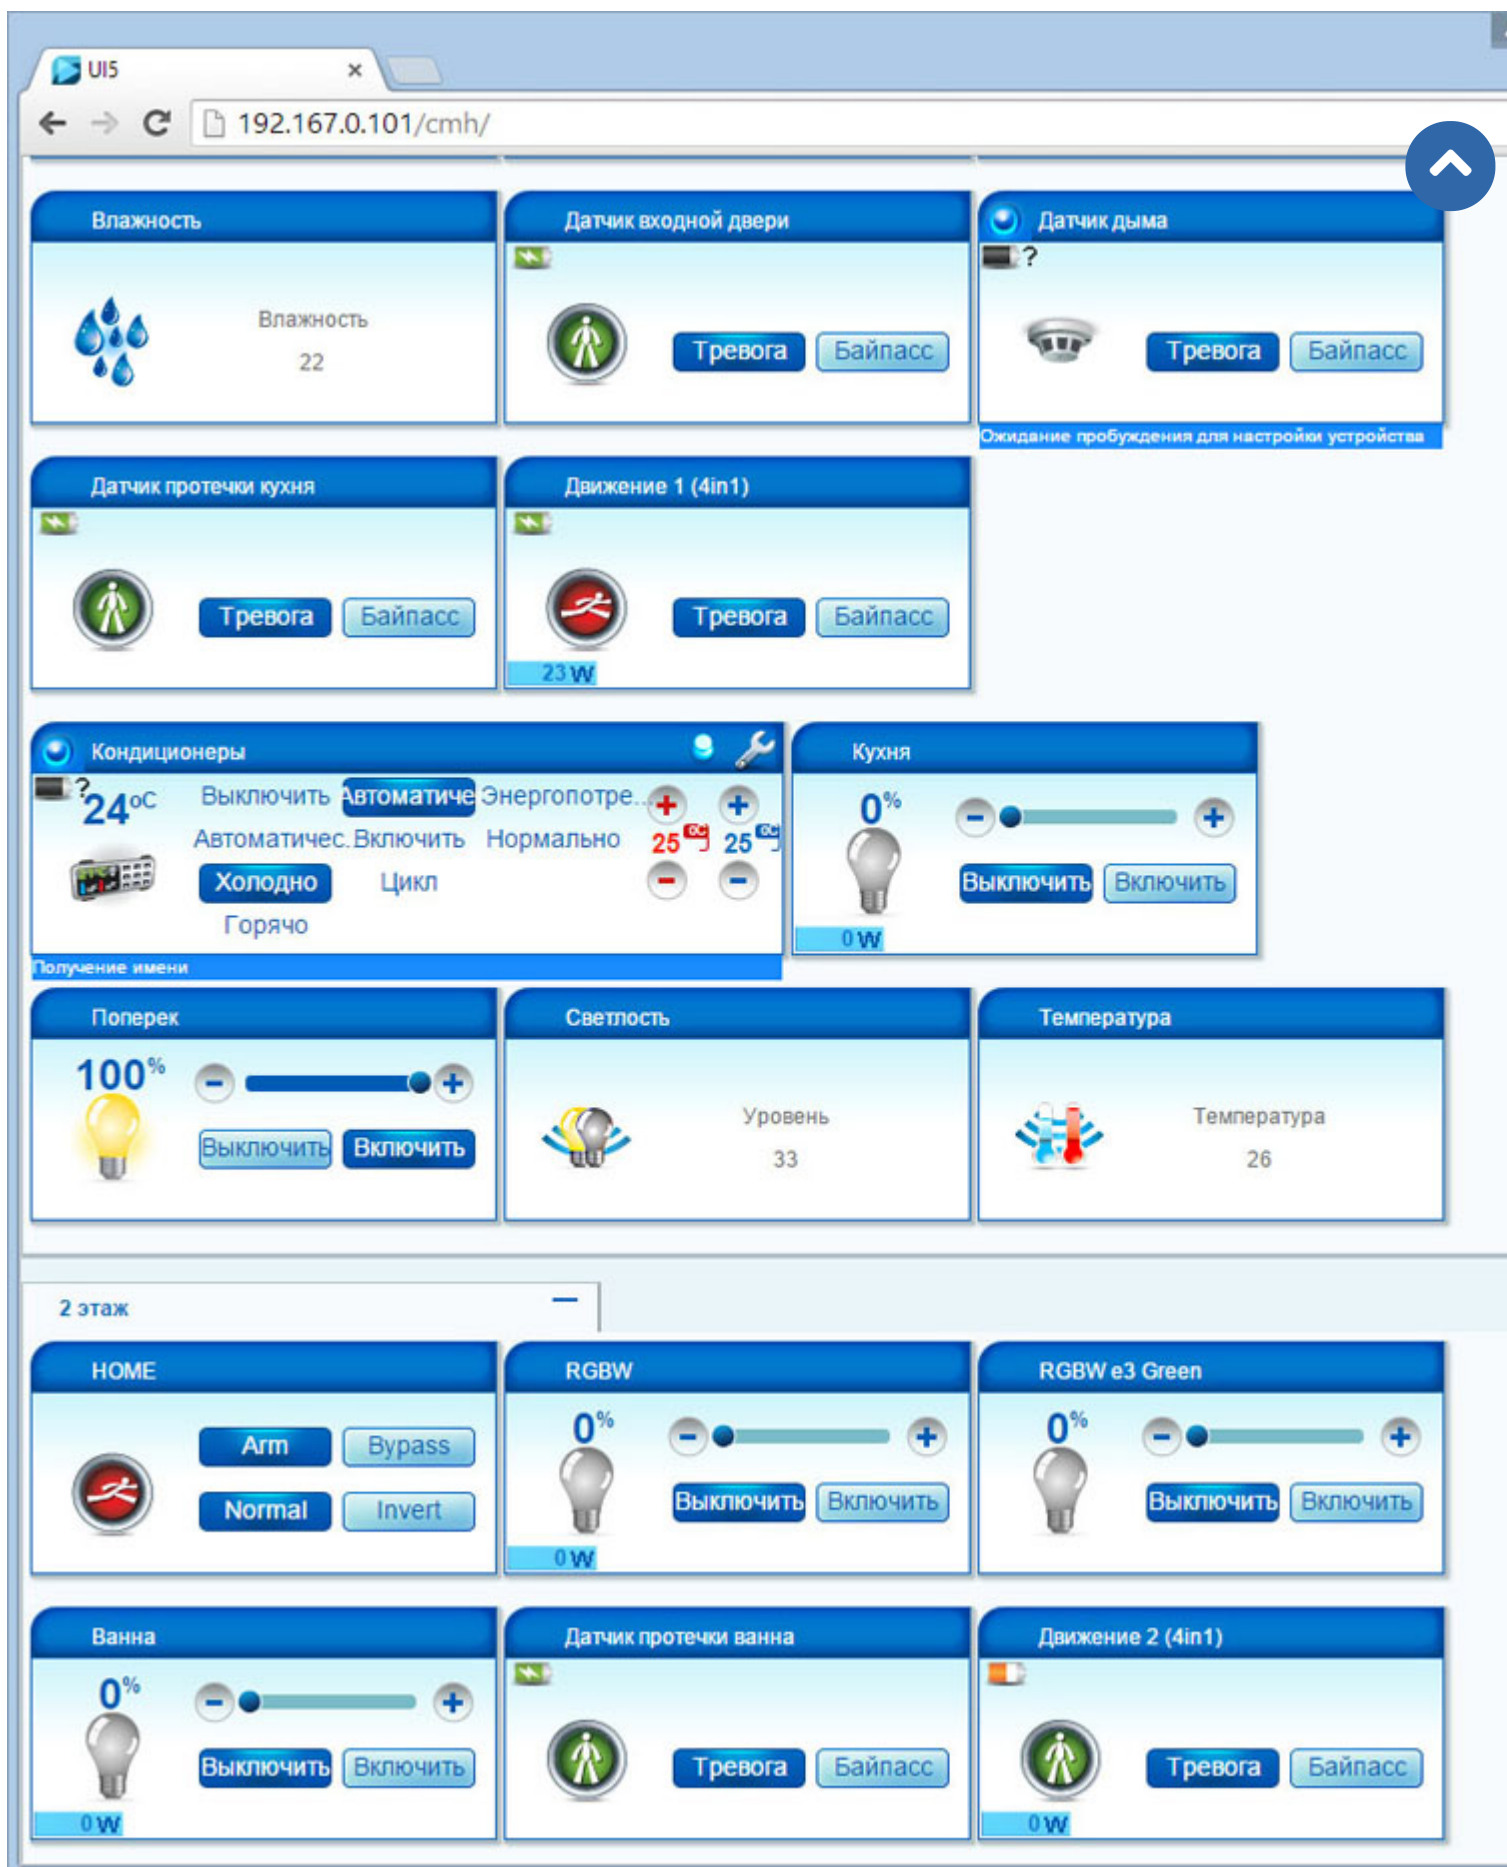 UI5
192.167.0.101/cmh/
Влажность
Датчик входной двери
Датчик дыма
?
Влажность
22
Тревога
Байпасс
Тревога
Байпасс
Ожидание пробуждения для настройки устройства
Датчик протечки кухня
Движение 1 (4in1)
Тревога
Байпасс
Тревога
Байпасс
23 W
Кондиционеры
Кухня
?
24°C
Выключить
Автоматиче
Энергопотре...
Автоматичес.
Включить
Нормально
25 °C
25 °C
Холодно
Цикл
Горячо
0%
Выключить
Включить
0 W
Получение имени
Поперек
Светлость
Температура
100%
Выключить
Включить
Уровень
33
Температура
26
2 этаж
HOME
RGBW
RGBW e3 Green
Arm
Bypass
Normal
Invert
0%
Выключить
Включить
0 W
0%
Выключить
Включить
Ванна
Датчик протечки ванна
Движение 2 (4in1)
0%
Выключить
Включить
0 W
Тревога
Байпасс
Тревога
Байпасс
0 W